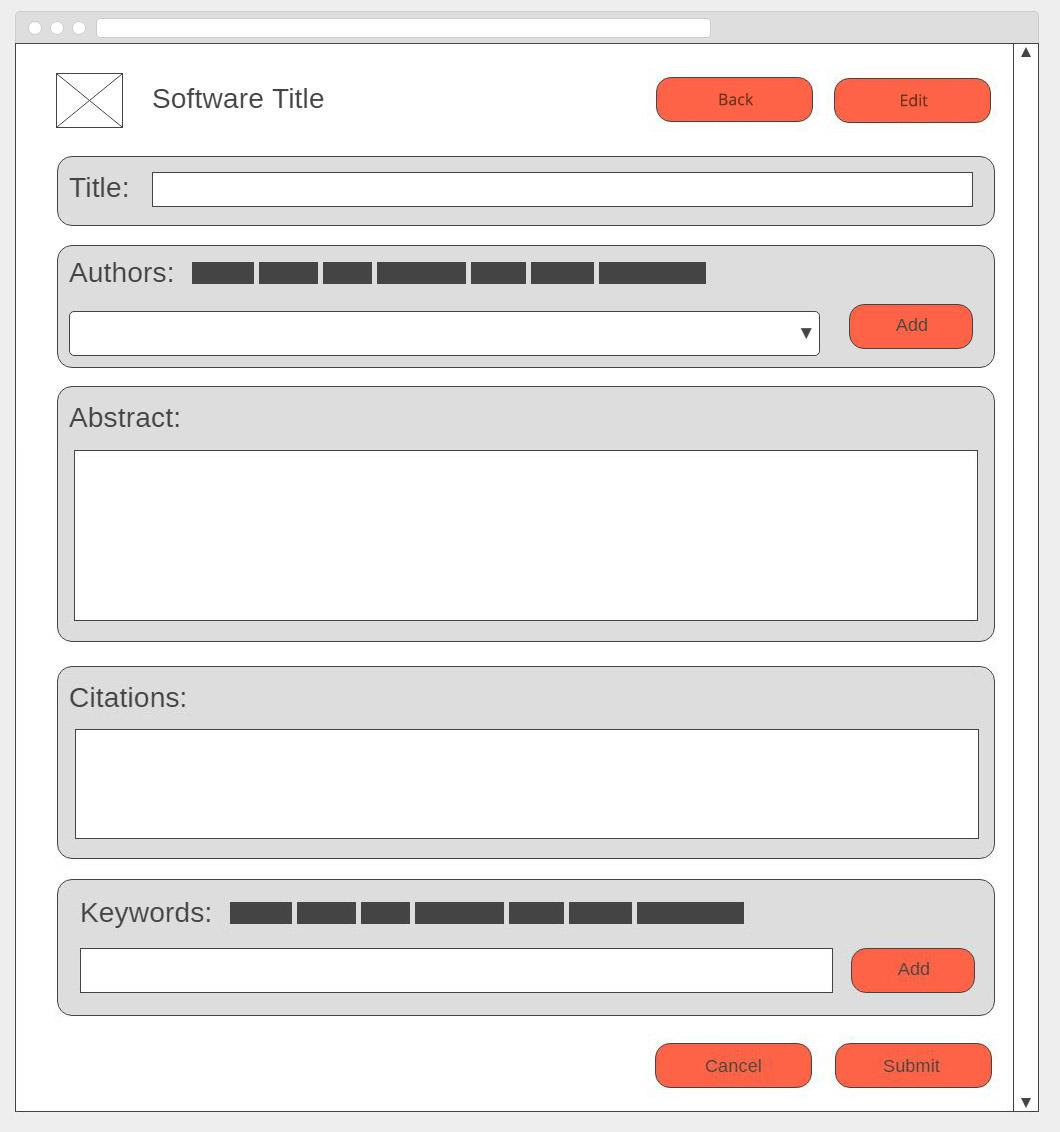 Software Title
Back
Edit
Title:
Authors:
Add
Abstract:
Citations:
Keywords:
Add
Cancel
Submit